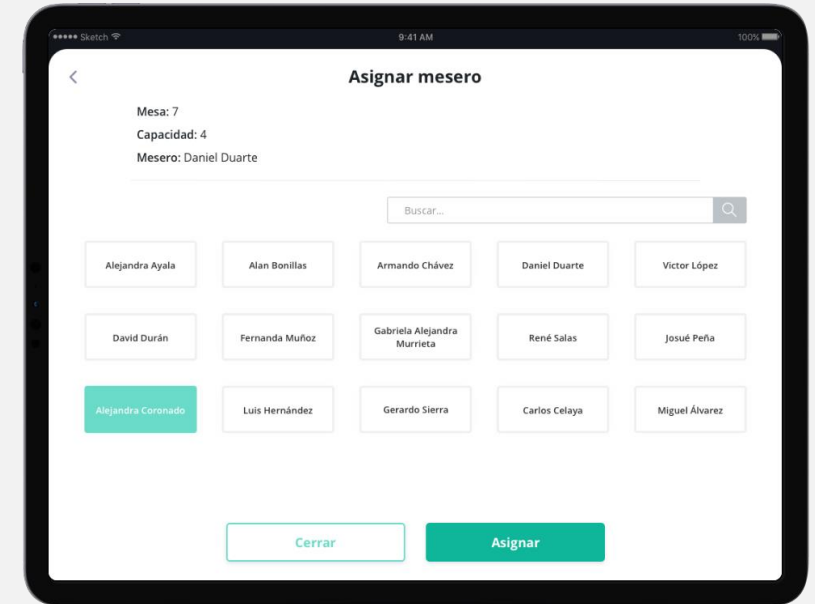 Sketch
9:41 AM
100%
Asignar mesero
Mesa: 7
Capacidad: 4
Mesero: Daniel Duarte
Buscar...
Alejandra Ayala
Alan Bonillas
Armando Chávez
Daniel Duarte
Victor López
David Durán
Fernanda Muñoz
Gabriela Alejandra
Murrieta
René Salas
Josué Peña
Alejandra Coronado
Luis Hernández
Gerardo Sierra
Carlos Celaya
Miguel Álvarez
Cerrar
Asignar